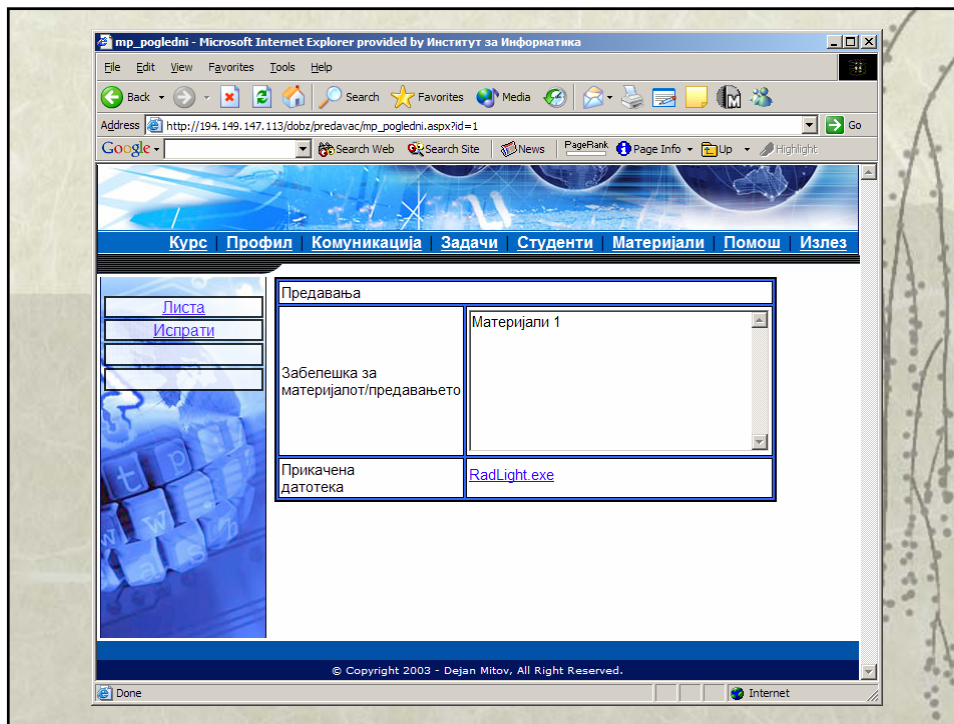 mp_pogledni - Microsoft Internet Explorer provided by Институт за Информатика
File Edit View Favorites Tools Help
Back Search Favorites Media
Address http://194.149.147.113/dobz/predavac/mp_pogledni.aspx?id=1 Go
Google Search Web Search Site News PageRank Page Info Up Highlight
Курс | Профил | Комуникација | Задачи | Студенти | Материјали | Помош | Излез
Листа
Испрати
Предавања
Забелешка за
материјалот/предавањето
Материјали 1
Прикачена
датотека
RadLight.exe
© Copyright 2003 - Dejan Mitov, All Right Reserved.
Done Internet